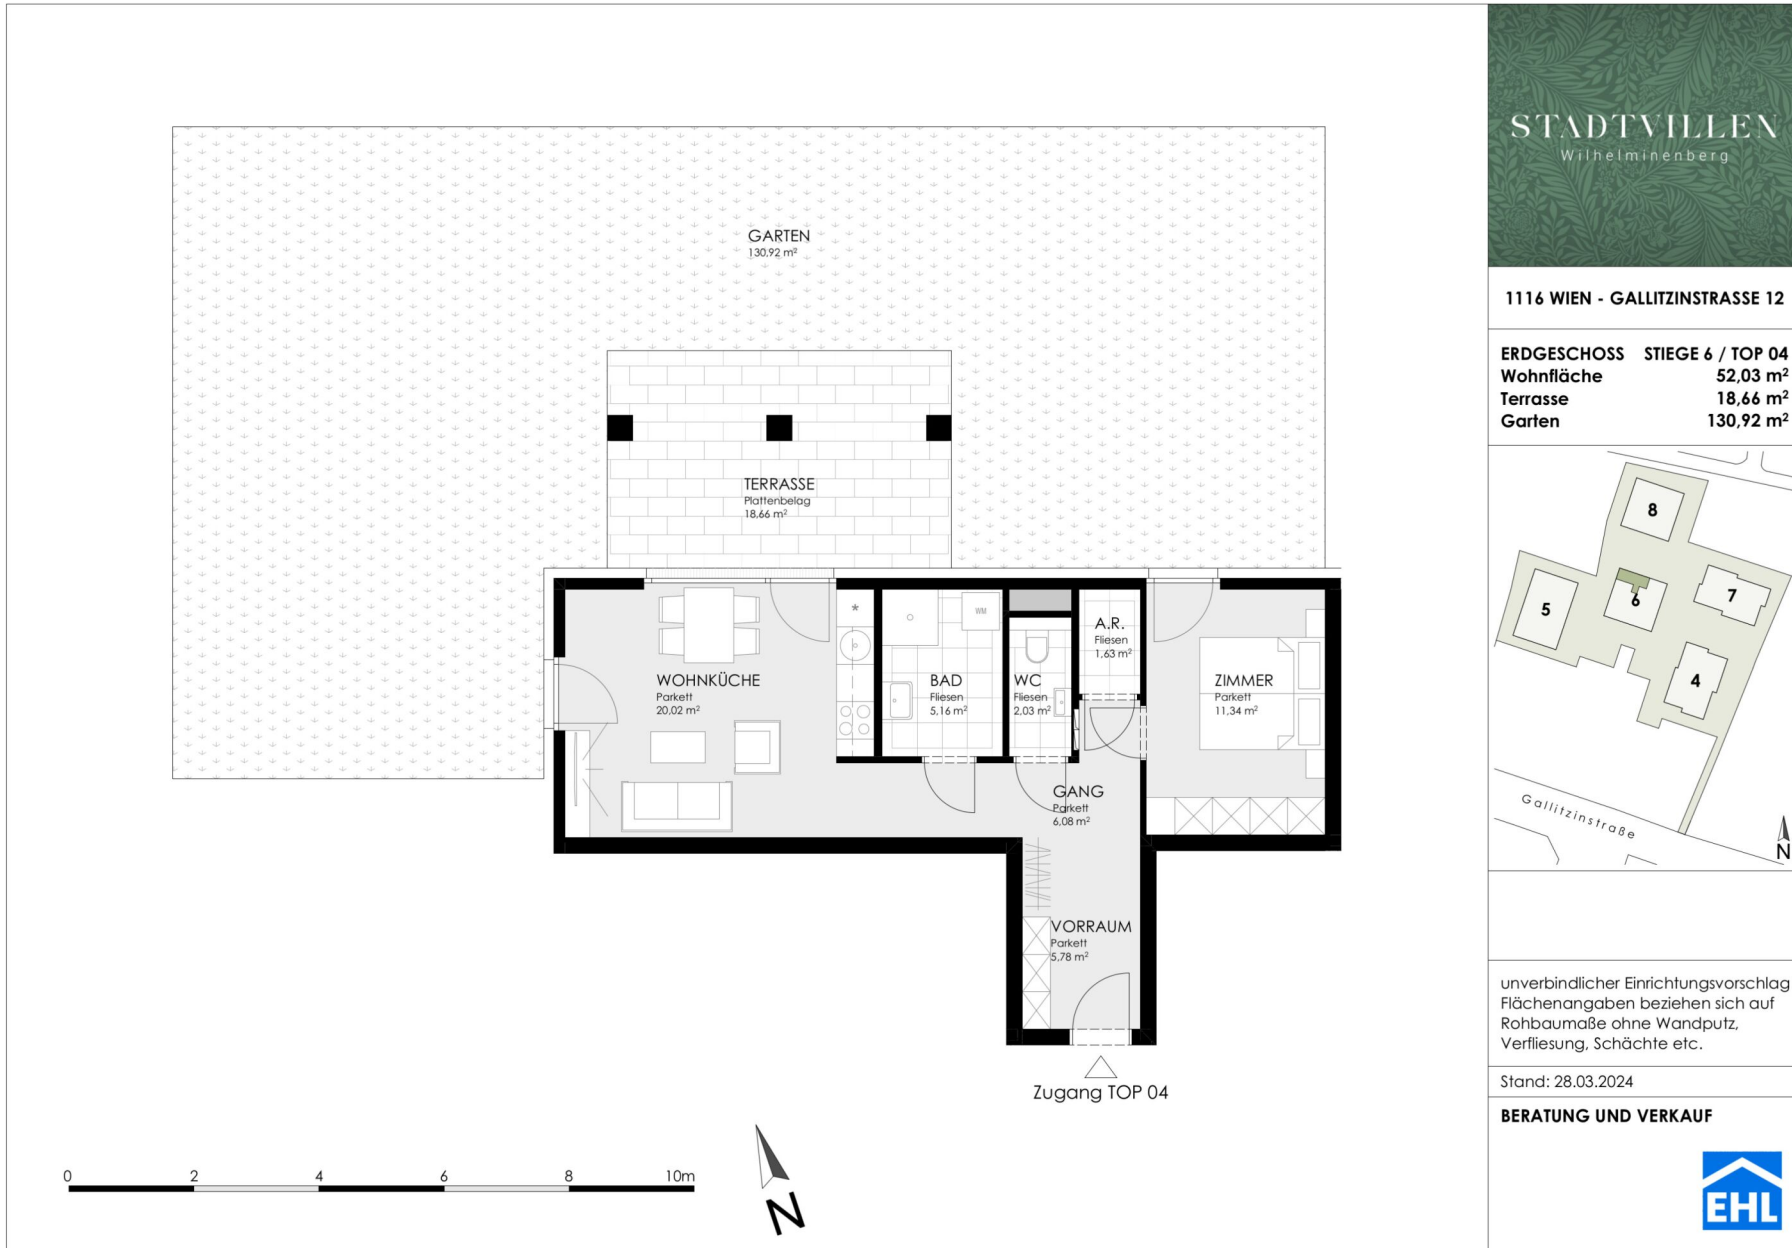 GARTEN
130,92 m²
TERRASSE
Plattenbelag
18,66 m²
WOHNKÜCHE
Parkett
20,02 m²
*
WM
BAD
Fliesen
5,16 m²
WC
Fliesen
2,03 m²
A.R.
Fliesen
1,63 m²
ZIMMER
Parkett
11,34 m²
GANG
Parkett
6,08 m²
VORRAUM
Parkett
5,78 m²
Zugang TOP 04
0 2 4 6 8 10m
N
STADTVILLEN
Wilhelminenberg
1116 WIEN - GALLITZINSTRASSE 12
ERDGESCHOSS STIEGE 6 / TOP 04
Wohnfläche 52,03 m²
Terrasse 18,66 m²
Garten 130,92 m²
8
5
6
7
4
Gallitzinstraße
N
unverbindlicher Einrichtungsvorschlag
Flächenangaben beziehen sich auf
Rohbaumaße ohne Wandputz,
Verfliesung, Schächte etc.
Stand: 28.03.2024
BERATUNG UND VERKAUF
EHL